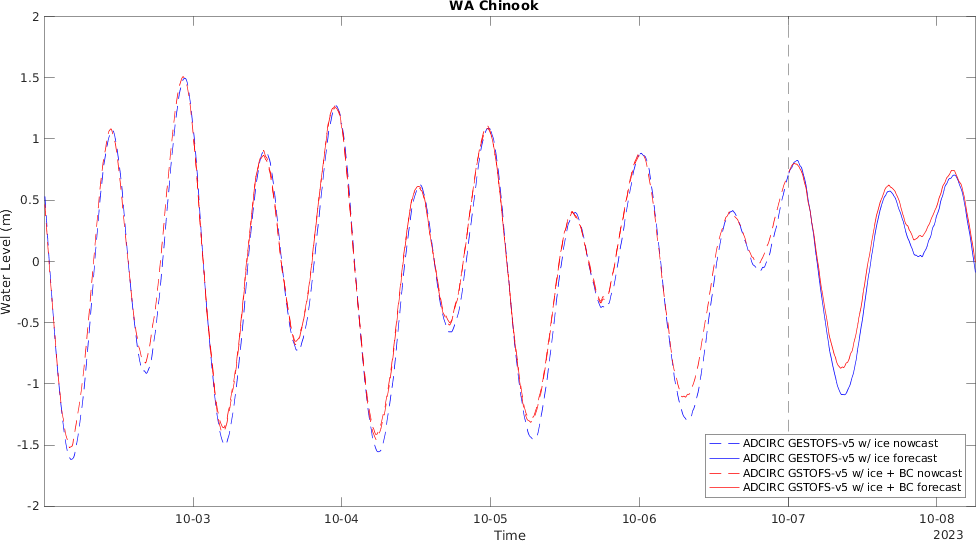 WA Chinook
2
1.5
1
0.5
0
-0.5
-1
-1.5
-2
Water Level (m)
10-03
10-04
10-05
10-06
10-07
10-08
Time
2023
ADCIRC GESTOFS-v5 w/ ice nowcast
ADCIRC GESTOFS-v5 w/ ice forecast
ADCIRC GSTOFS-v5 w/ ice + BC nowcast
ADCIRC GSTOFS-v5 w/ ice + BC forecast